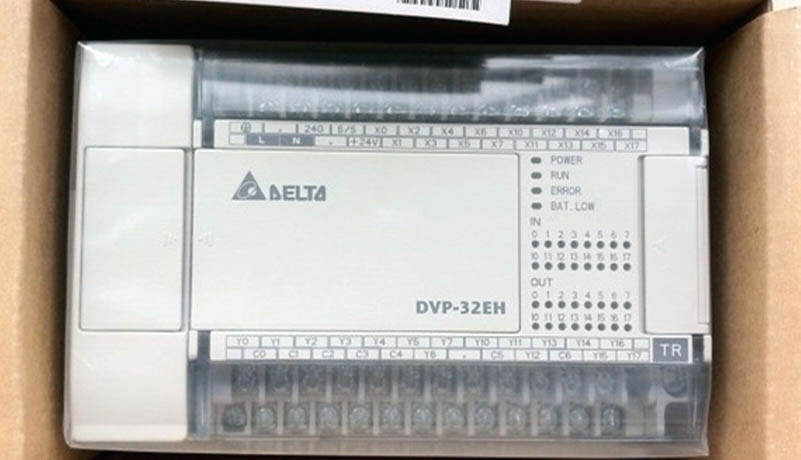 24G S/S X0 X2 X4 X6 X10 X12 X14 X16
L N +24V X1 X3 X5 X7 X11 X13 X15 X17
POWER
RUN
ERROR
BAT.LOW
DELTA
IN
0 1 2 3 4 5 6 7
10 11 12 13 14 15 16 17
OUT
0 1 2 3 4 5 6 7
10 11 12 13 14 15 16 17
DVP-32EH
Y0 Y1 Y2 Y3 Y4 Y5 Y7 Y10 Y11 Y13 Y14 Y16
C0 C1 C2 C3 C4 Y6 C5 Y12 C6 Y15 Y17
TR